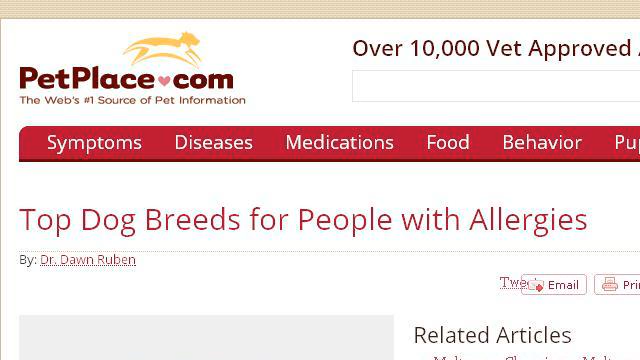 Over 10,000 Vet Approved
PetPlace.com
The Web's #1 Source of Pet Information
Symptoms Diseases Medications Food Behavior
Top Dog Breeds for People with Allergies
By: Dr. Dawn Ruben
Email
Related Articles